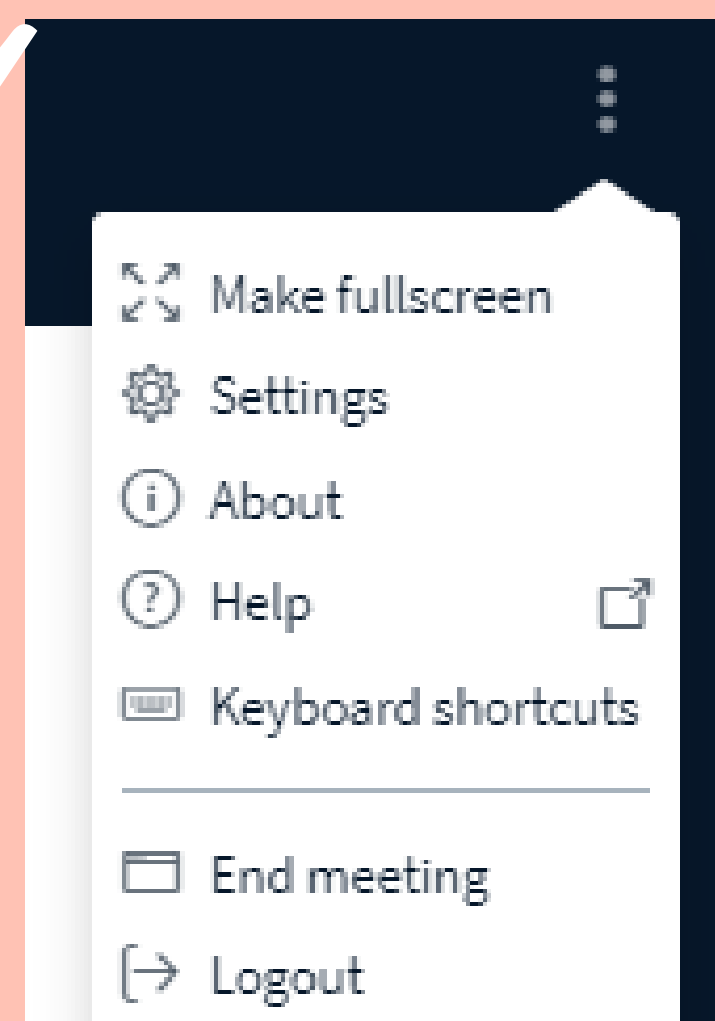 Make fullscreen
Settings
About
Help
Keyboard shortcuts
End meeting
Logout